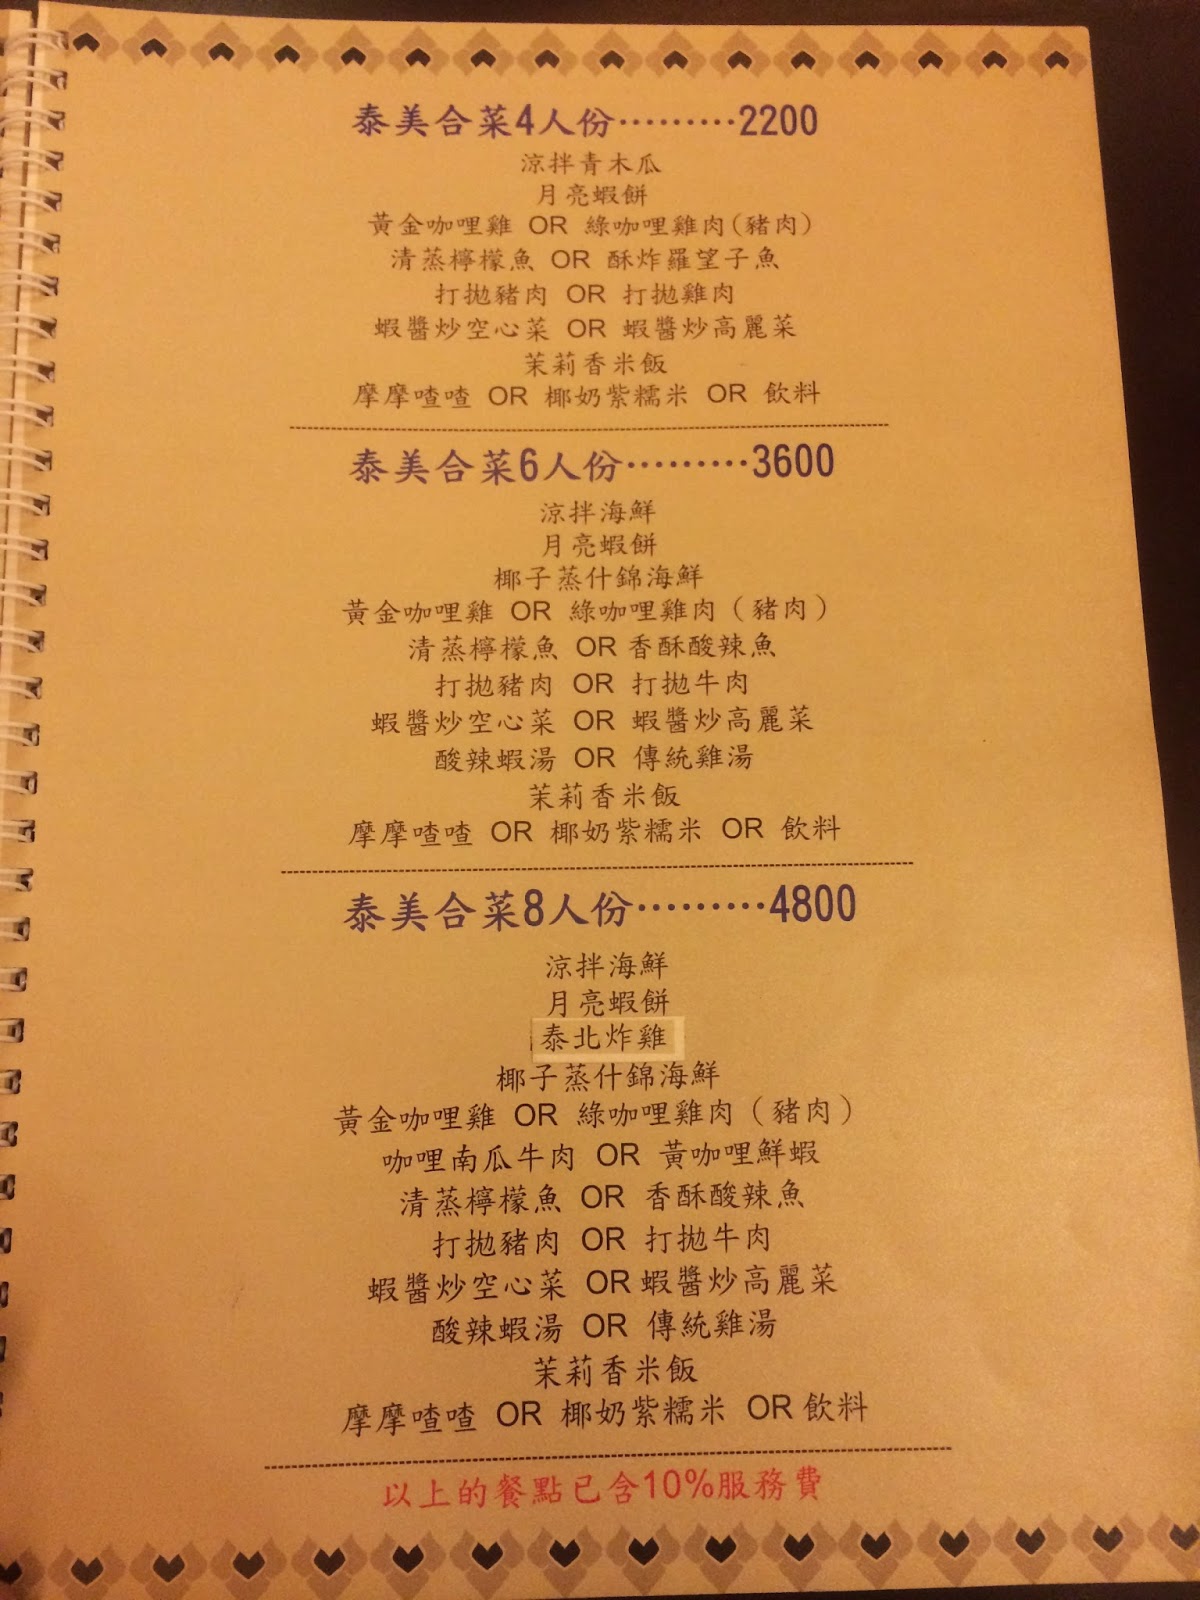 泰美合菜4人份………2200
涼拌青木瓜
月亮蝦餅
黃金咖哩雞 OR 綠咖哩雞肉(豬肉)
清蒸檸檬魚 OR 酥炸羅望子魚
打拋豬肉 OR 打拋雞肉
蝦醬炒空心菜 OR 蝦醬炒高麗菜
茉莉香米飯
摩摩喳喳 OR 椰奶紫糯米 OR 飲料
泰美合菜6人份………3600
涼拌海鮮
月亮蝦餅
椰子蒸什錦海鮮
黃金咖哩雞 OR 綠咖哩雞肉（豬肉）
清蒸檸檬魚 OR 香酥酸辣魚
打拋豬肉 OR 打拋牛肉
蝦醬炒空心菜 OR 蝦醬炒高麗菜
酸辣蝦湯 OR 傳統雞湯
茉莉香米飯
摩摩喳喳 OR 椰奶紫糯米 OR 飲料
泰美合菜8人份………4800
涼拌海鮮
月亮蝦餅
泰北炸雞
椰子蒸什錦海鮮
黃金咖哩雞 OR 綠咖哩雞肉（豬肉）
咖哩南瓜牛肉 OR 黃咖哩鮮蝦
清蒸檸檬魚 OR 香酥酸辣魚
打拋豬肉 OR 打拋牛肉
蝦醬炒空心菜 OR 蝦醬炒高麗菜
酸辣蝦湯 OR 傳統雞湯
茉莉香米飯
摩摩喳喳 OR 椰奶紫糯米 OR 飲料
以上的餐點已含10%服務費